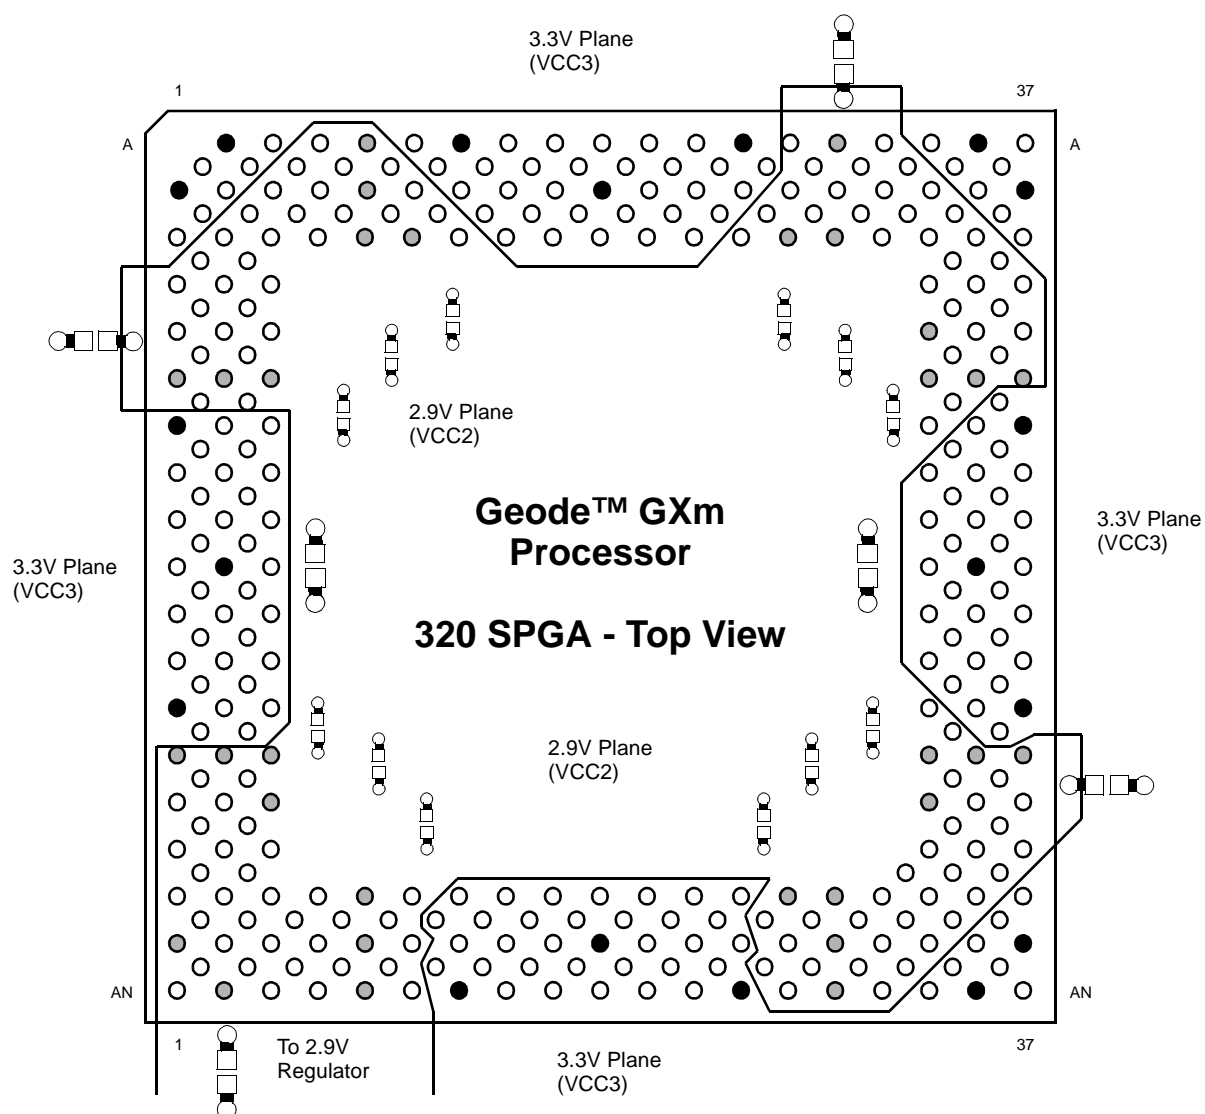 3.3V Plane
(VCC3)
1
37
A
A
2.9V Plane
(VCC2)
Geode™ GXm
Processor
3.3V Plane
(VCC3)
3.3V Plane
(VCC3)
320 SPGA - Top View
2.9V Plane
(VCC2)
AN
AN
1
To 2.9V
Regulator
37
3.3V Plane
(VCC3)